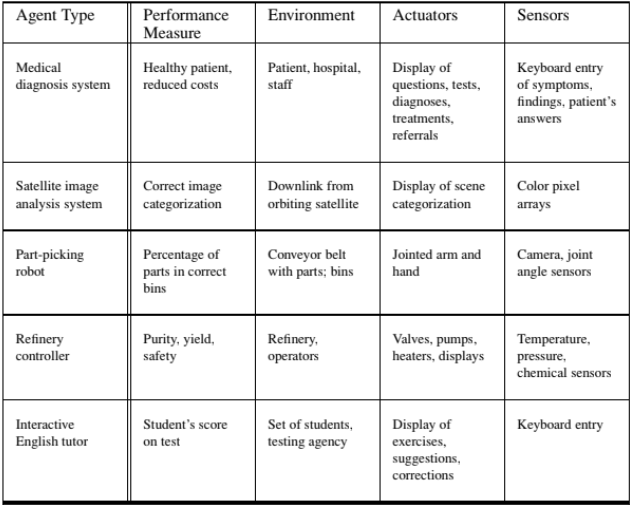 Agent Type
Performance
Measure
Environment
Actuators
Sensors
Medical
diagnosis system
Healthy patient,
reduced costs
Patient, hospital,
staff
Display of
questions, tests,
diagnoses,
treatments,
referrals
Keyboard entry
of symptoms,
findings, patient's
answers
Satellite image
analysis system
Correct image
categorization
Downlink from
orbiting satellite
Display of scene
categorization
Color pixel
arrays
Part-picking
robot
Percentage of
parts in correct
bins
Conveyor belt
with parts; bins
Jointed arm and
hand
Camera, joint
angle sensors
Refinery
controller
Purity, yield,
safety
Refinery,
operators
Valves, pumps,
heaters, displays
Temperature,
pressure,
chemical sensors
Interactive
English tutor
Student's score
on test
Set of students,
testing agency
Display of
exercises,
suggestions,
corrections
Keyboard entry